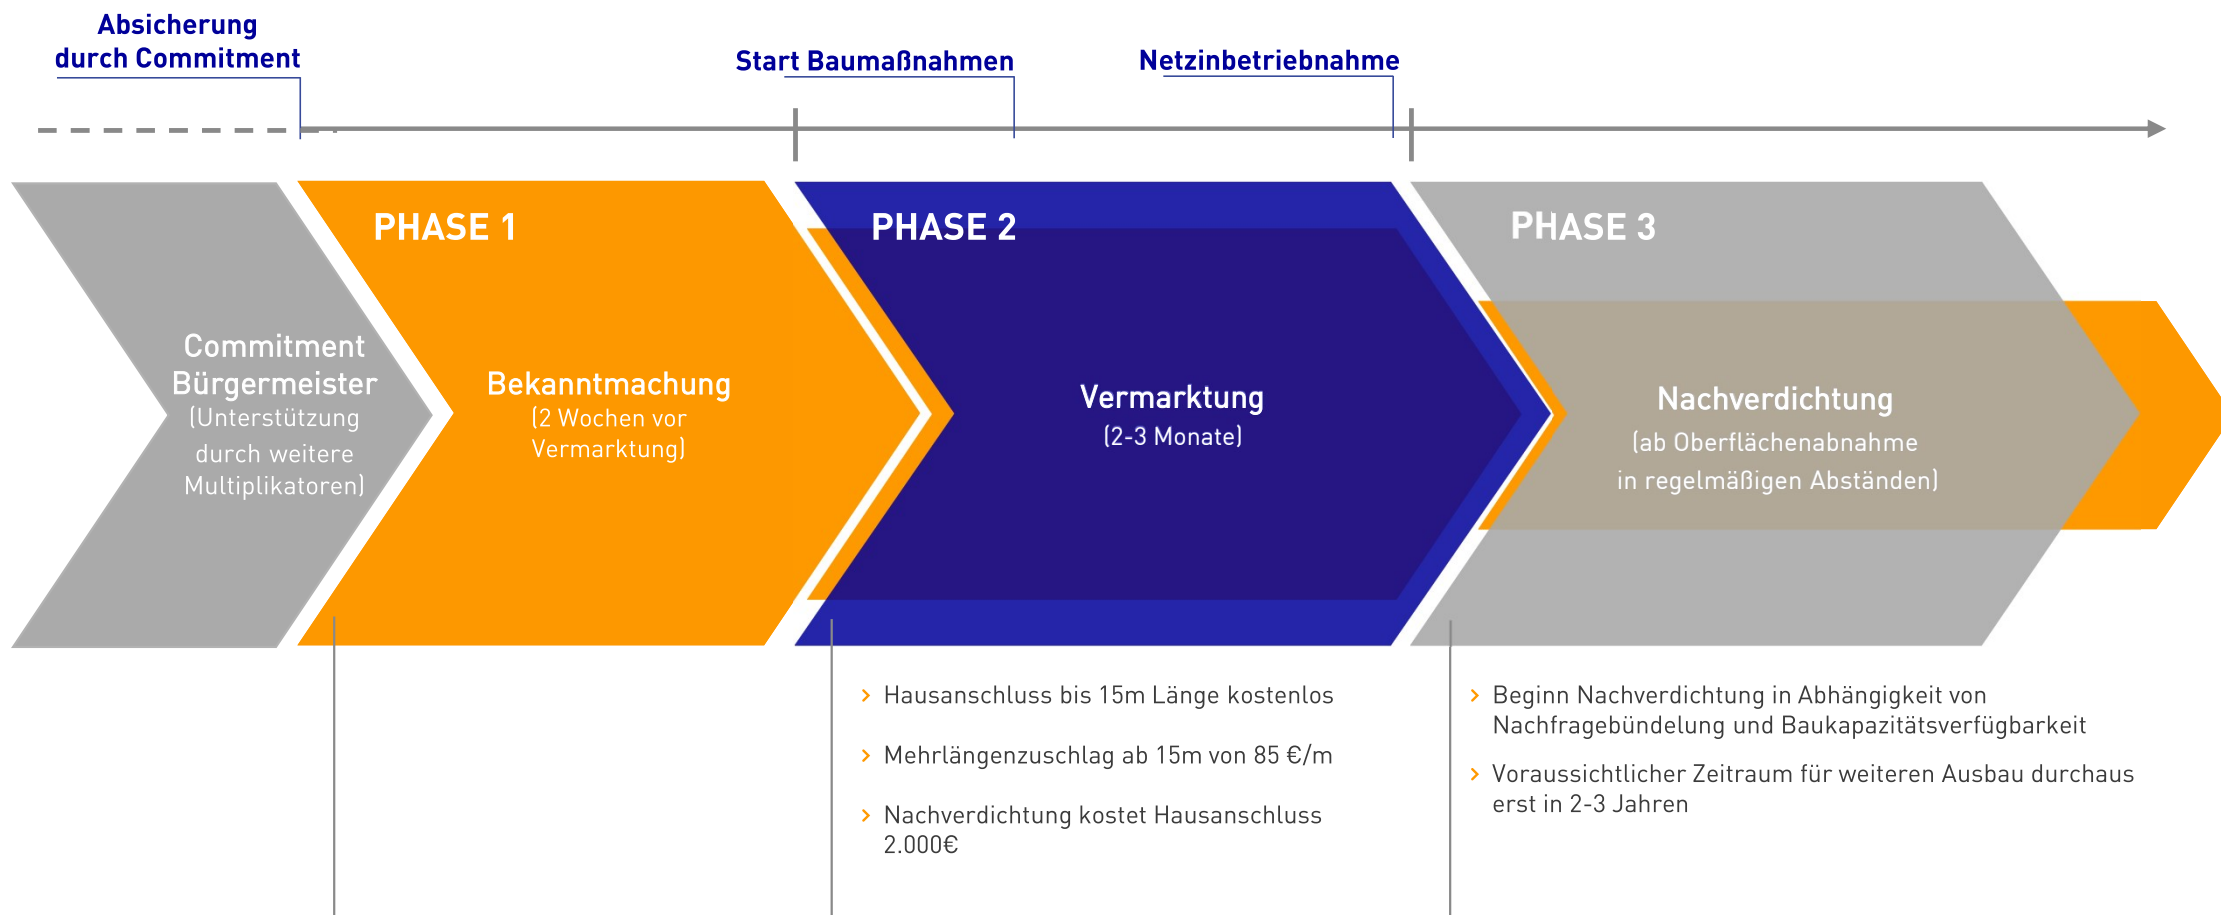 Absicherung
durch Commitment
Start Baumaßnahmen
Netzinbetriebnahme
Commitment
Bürgermeister
(Unterstützung
durch weitere
Multiplikatoren)
PHASE 1
Bekanntmachung
(2 Wochen vor
Vermarktung)
PHASE 2
Vermarktung
(2-3 Monate)
PHASE 3
Nachverdichtung
(ab Oberflächenabnahme
in regelmäßigen Abständen)
Hausanschluss bis 15m Länge kostenlos
Mehrlängenzuschlag ab 15m von 85 €/m
Nachverdichtung kostet Hausanschluss
2.000€
Beginn Nachverdichtung in Abhängigkeit von
Nachfragebündelung und Baukapazitätsverfügbarkeit
Voraussichtlicher Zeitraum für weiteren Ausbau durchaus
erst in 2-3 Jahren